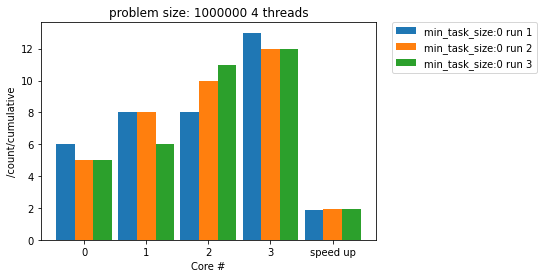 problem size: 1000000 4 threads
min_task_size:0 run 1
min_task_size:0 run 2
min_task_size:0 run 3
/count/cumulative
12
10
8
6
4
2
0
0 1 2 3 speed up
Core #